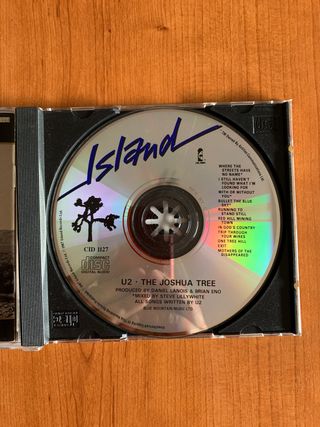 Island
WHERE THE
STREETS HAVE
NO NAME*
I STILL HAVEN'T
FOUND WHAT I'M
LOOKING FOR
WITH OR WITHOUT
YOU*
BULLET THE BLUE
SKY*
RUNNING TO
STAND STILL
RED HILL MINING
TOWN
IN GOD'S COUNTRY
TRIP THROUGH
YOUR WIRES
ONE TREE HILL
EXIT
MOTHERS OF THE
DISAPPEARED
CID U27
COMPACT
disc
DIGITAL AUDIO
U2 · THE JOSHUA TREE
PRODUCED BY DANIEL LANOIS & BRIAN ENO
*MIXED BY STEVE LILLYWHITE
ALL SONGS WRITTEN BY U2
BLUE MOUNTAIN MUSIC LTD